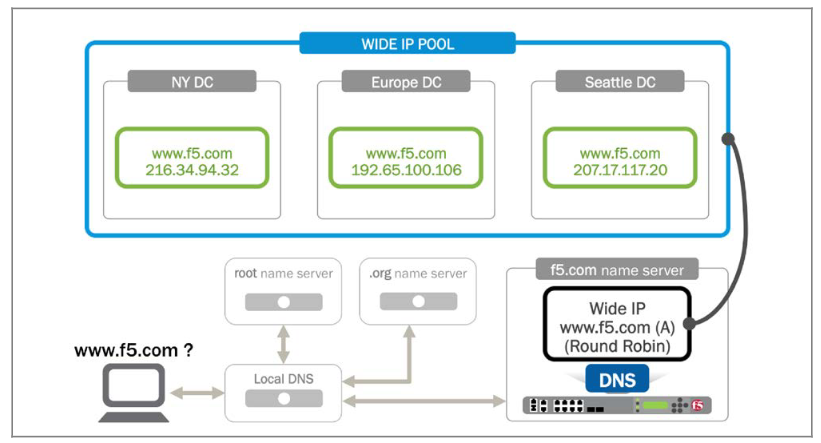 WIDE IP POOL
NY DC
www.f5.com
216.34.94.32
Europe DC
www.f5.com
192.65.100.106
Seattle DC
www.f5.com
207.17.117.20
root name server
.org name server
f5.com name server
Wide IP
www.f5.com (A)
(Round Robin)
DNS
f5
www.f5.com ?
Local DNS